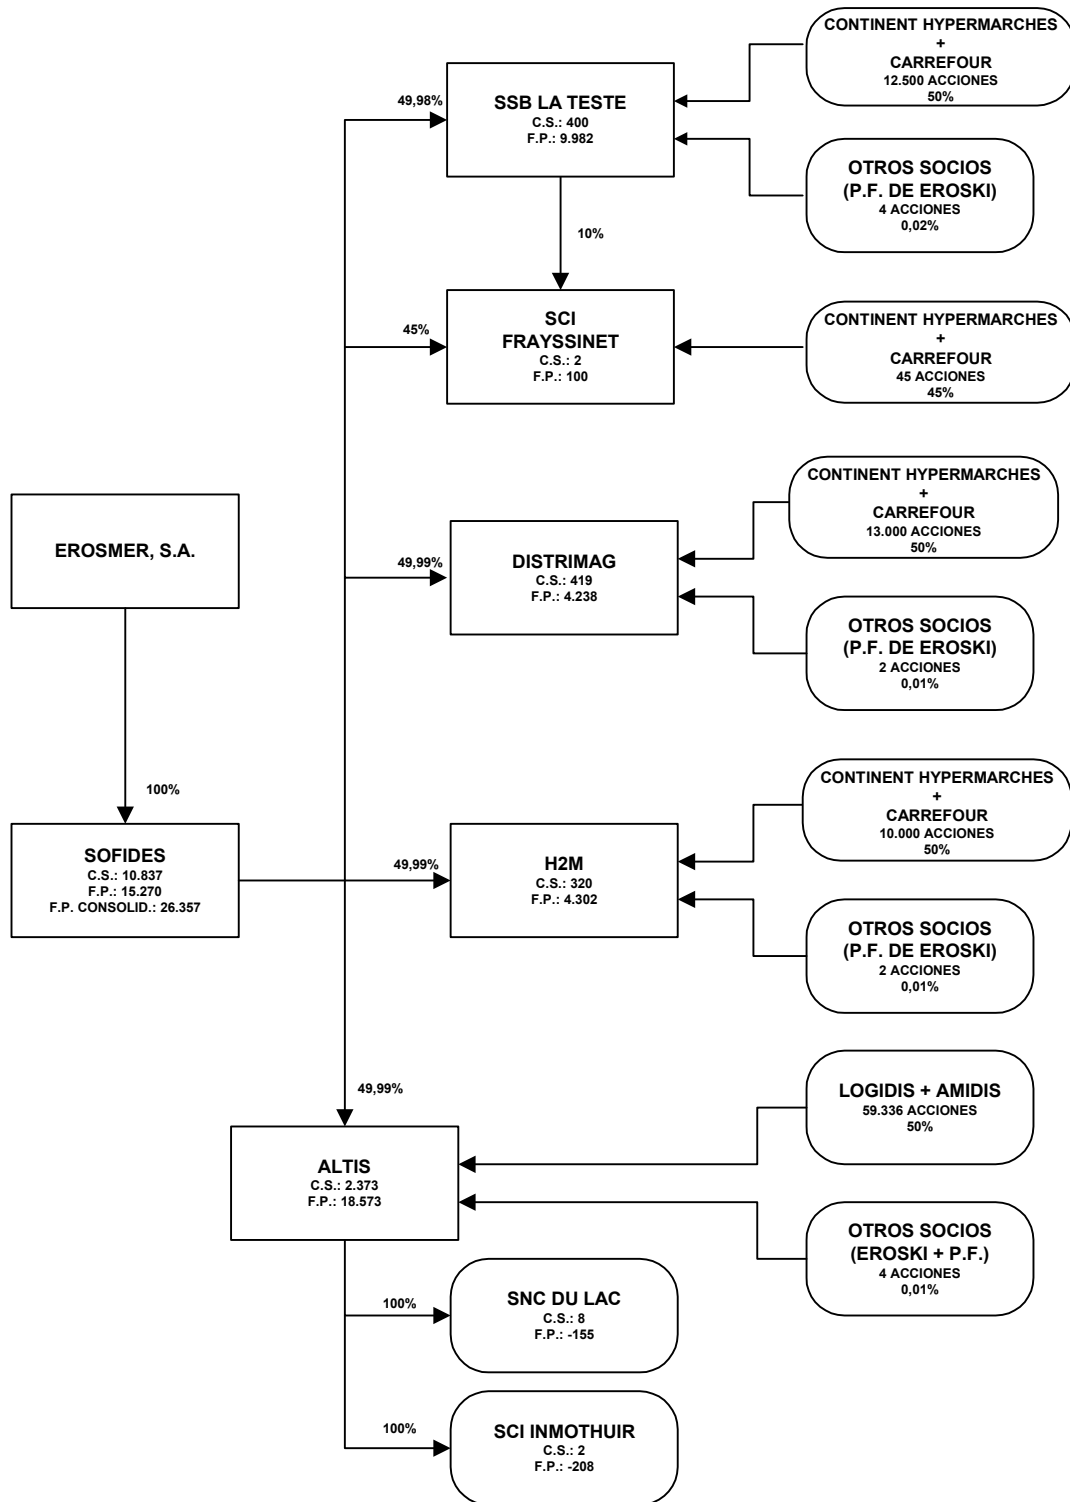 CONTINENT HYPERMARCHES
+
CARREFOUR
12.500 ACCIONES
50%
49,98%
SSB LA TESTE
C.S.: 400
F.P.: 9.982
OTROS SOCIOS
(P.F. DE EROSKI)
4 ACCIONES
0,02%
10%
45%
SCI
FRAYSSINET
C.S.: 2
F.P.: 100
CONTINENT HYPERMARCHES
+
CARREFOUR
45 ACCIONES
45%
CONTINENT HYPERMARCHES
+
CARREFOUR
13.000 ACCIONES
50%
EROSMER, S.A.
49,99%
DISTRIMAG
C.S.: 419
F.P.: 4.238
OTROS SOCIOS
(P.F. DE EROSKI)
2 ACCIONES
0,01%
100%
CONTINENT HYPERMARCHES
+
CARREFOUR
10.000 ACCIONES
50%
SOFIDES
C.S.: 10.837
F.P.: 15.270
F.P. CONSOLID.: 26.357
49,99%
H2M
C.S.: 320
F.P.: 4.302
OTROS SOCIOS
(P.F. DE EROSKI)
2 ACCIONES
0,01%
49,99%
LOGIDIS + AMIDIS
59.336 ACCIONES
50%
ALTIS
C.S.: 2.373
F.P.: 18.573
OTROS SOCIOS
(EROSKI + P.F.)
4 ACCIONES
0,01%
100%
SNC DU LAC
C.S.: 8
F.P.: -155
100%
SCI INMOTHUIR
C.S.: 2
F.P.: -208